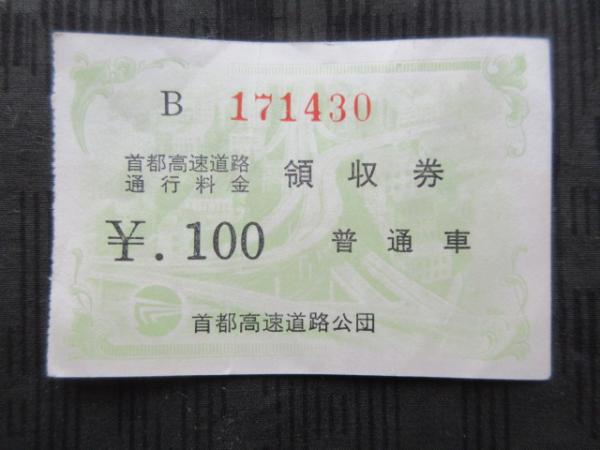 B 171430
首都高速道路
通行料金 領収券
¥.100 普通車
首都高速道路公団